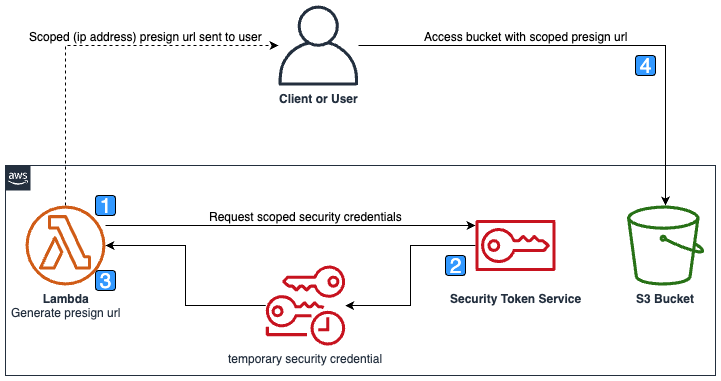 Scoped (ip address) presign url sent to user
Access bucket with scoped presign url
4
Client or User
aws
1
Request scoped security credentials
2
3
Lambda
Generate presign url
Security Token Service
S3 Bucket
temporary security credential